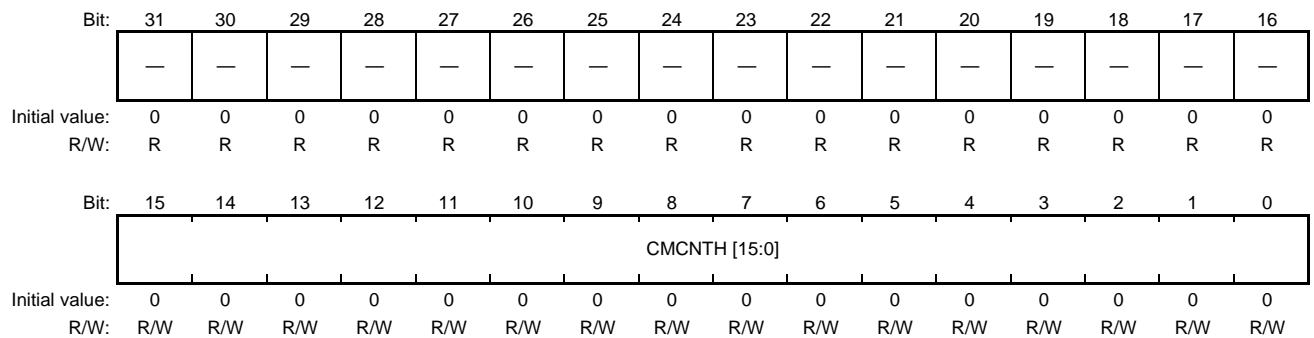 Bit: 31 30 29 28 27 26 25 24 23 22 21 20 19 18 17 16
— — — — — — — — — — — — — — — —
Initial value: 0 0 0 0 0 0 0 0 0 0 0 0 0 0 0 0
R/W: R R R R R R R R R R R R R R R R
Bit: 15 14 13 12 11 10 9 8 7 6 5 4 3 2 1 0
CMCNTH [15:0]
Initial value: 0 0 0 0 0 0 0 0 0 0 0 0 0 0 0 0
R/W: R/W R/W R/W R/W R/W R/W R/W R/W R/W R/W R/W R/W R/W R/W R/W R/W